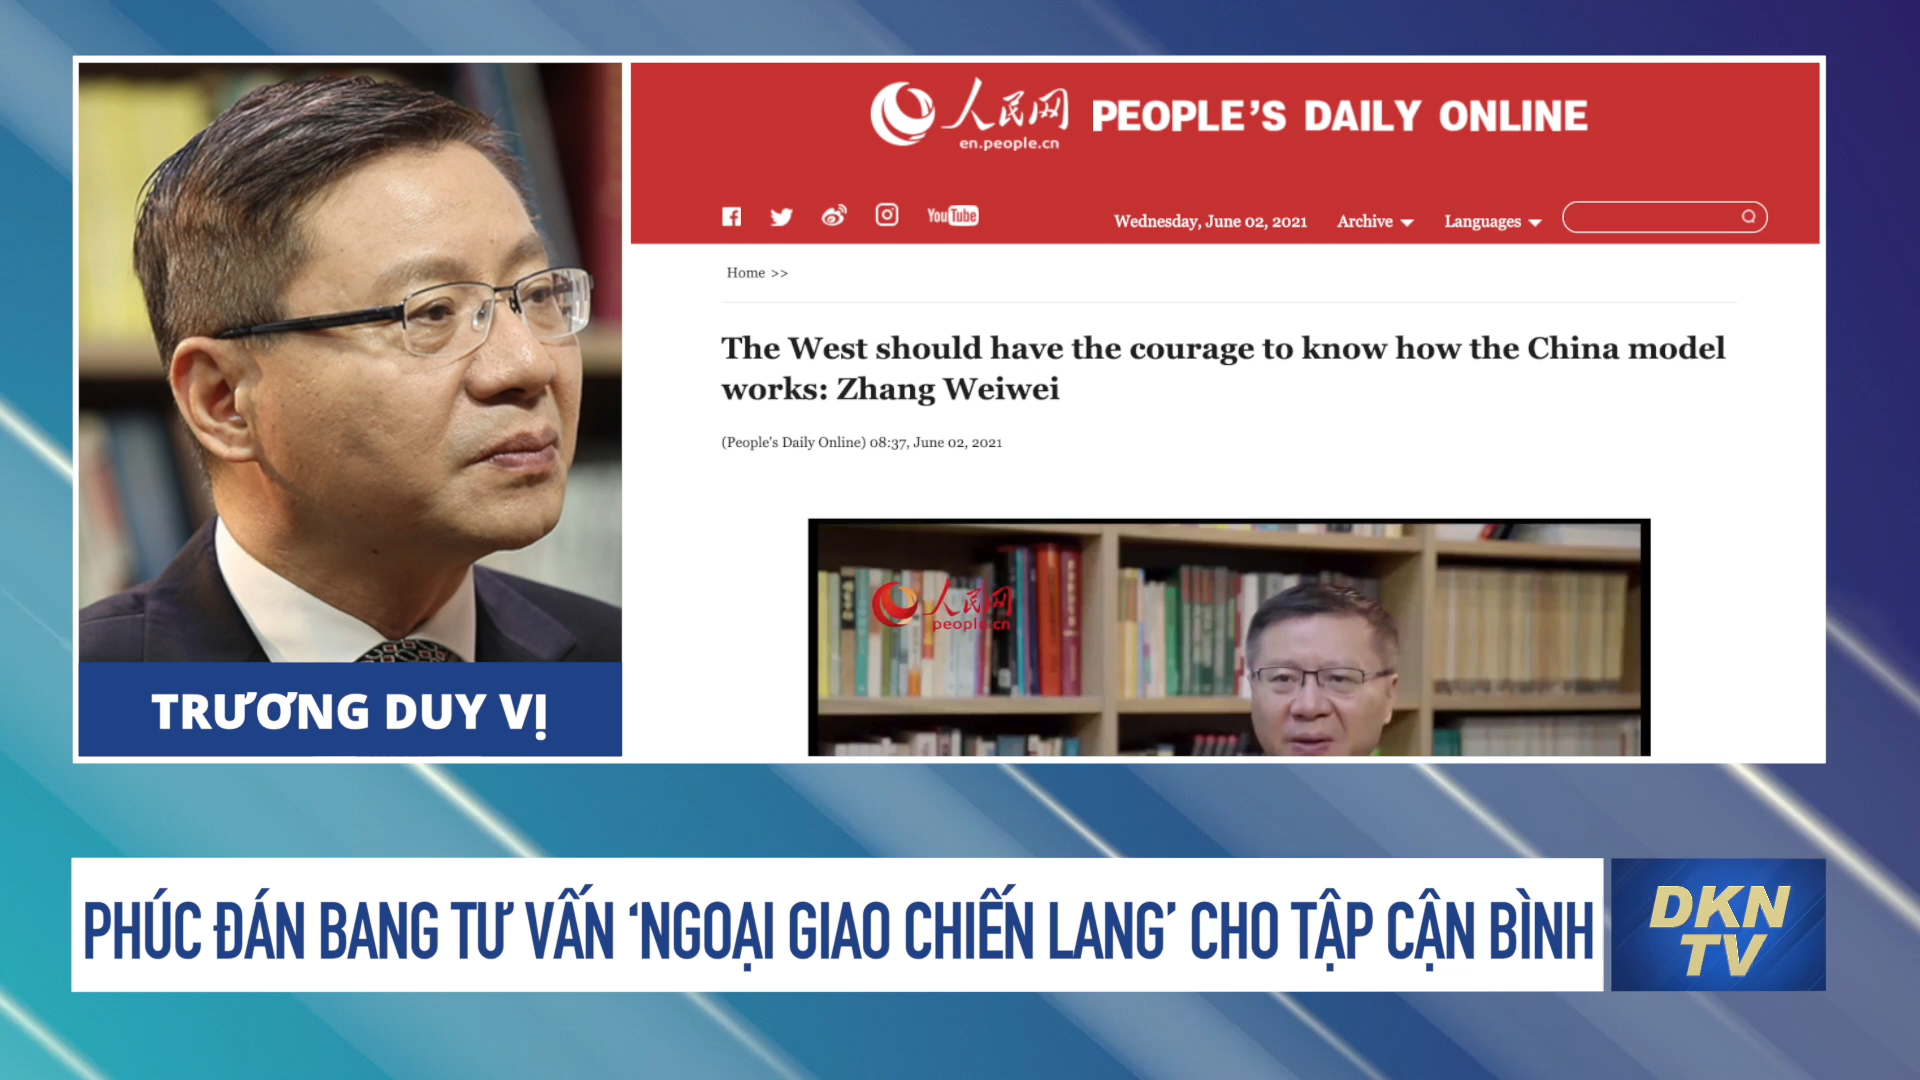 人民网 PEOPLE'S DAILY ONLINE
en.people.cn
YouTube
Wednesday, June 02, 2021 Archive Languages
Home >>
The West should have the courage to know how the China model
works: Zhang Weiwei
(People's Daily Online) 08:37, June 02, 2021
人民网
people.cn
TRƯƠNG DUY VỊ
PHÚC ĐÁN BANG TƯ VẤN ‘NGOẠI GIAO CHIẾN LANG’ CHO TẬP CẬN BÌNH
DKN
TV